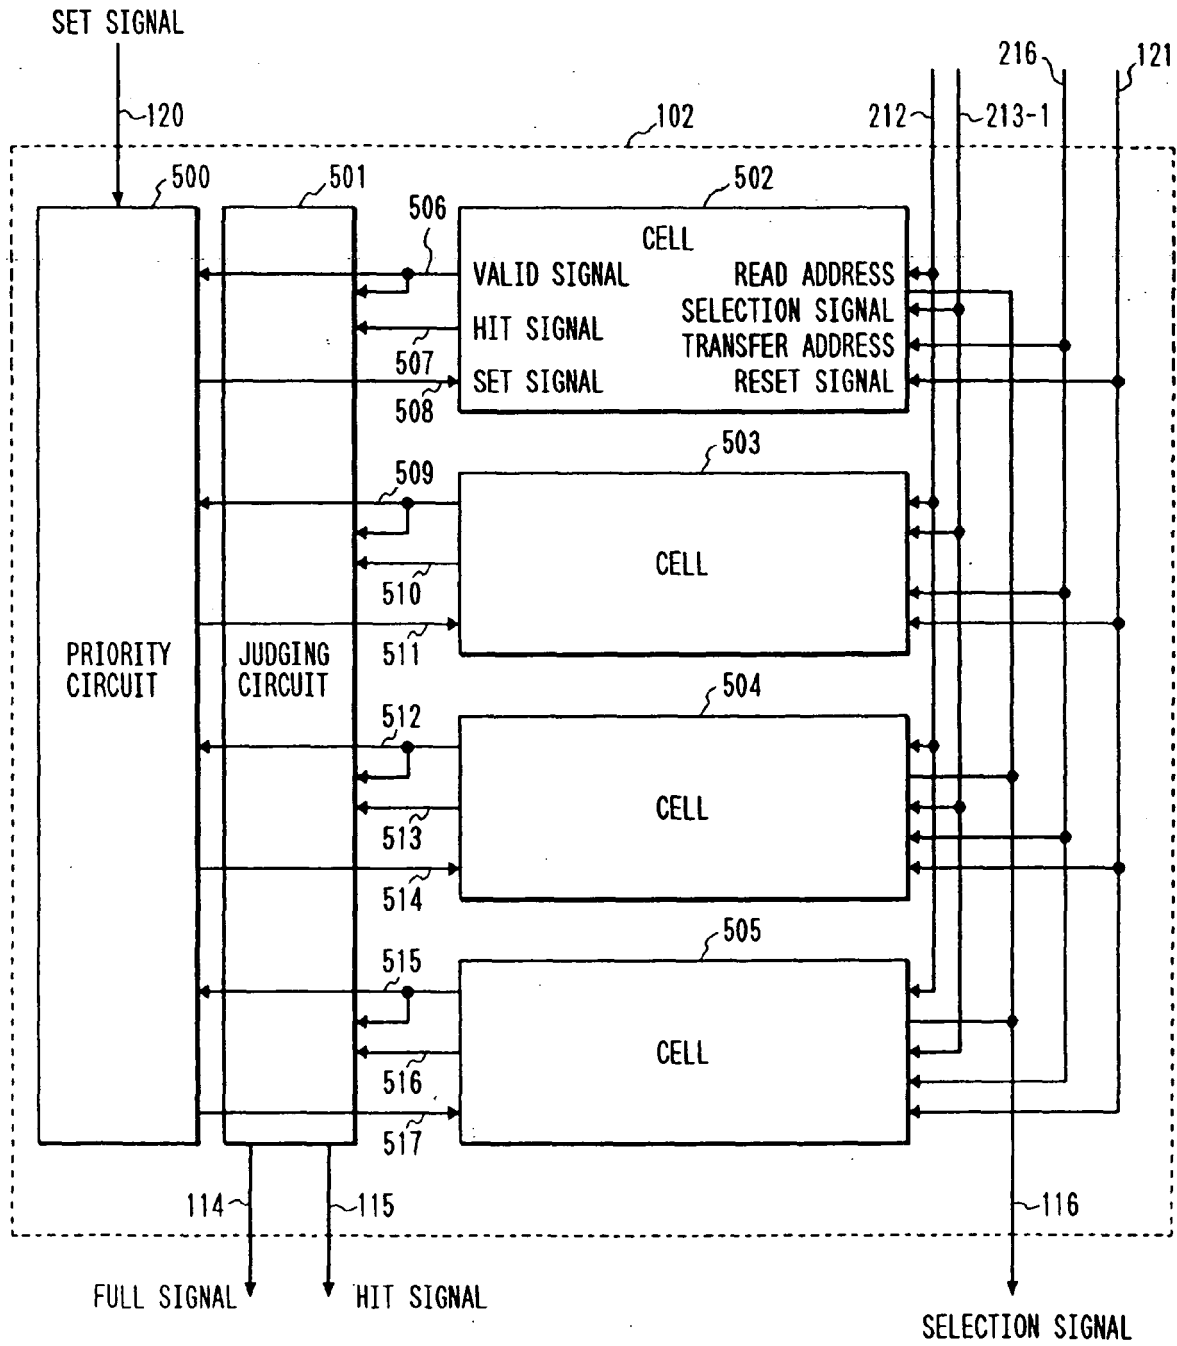 SET SIGNAL
120
216
121
212
213-1
102
500
501
506
502
CELL
VALID SIGNAL
READ ADDRESS
SELECTION SIGNAL
HIT SIGNAL
TRANSFER ADDRESS
507
SET SIGNAL
RESET SIGNAL
508
503
509
CELL
510
511
PRIORITY
CIRCUIT
JUDGING
CIRCUIT
504
512
CELL
513
514
505
515
CELL
516
517
114
115
116
FULL SIGNAL
HIT SIGNAL
SELECTION SIGNAL